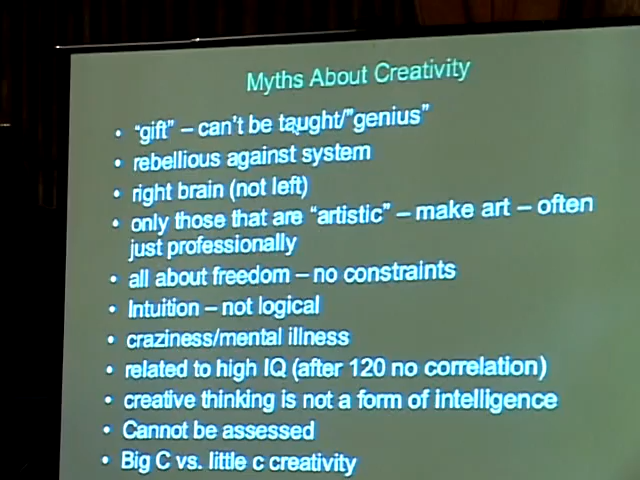 Myths About Creativity
• "gift" – can't be taught/"genius"
• rebellious against system
• right brain (not left)
• only those that are "artistic" – make art – often
just professionally
• all about freedom – no constraints
• Intuition – not logical
• craziness/mental illness
• related to high IQ (after 120 no correlation)
• creative thinking is not a form of intelligence
• Cannot be assessed
• Big C vs. little c creativity